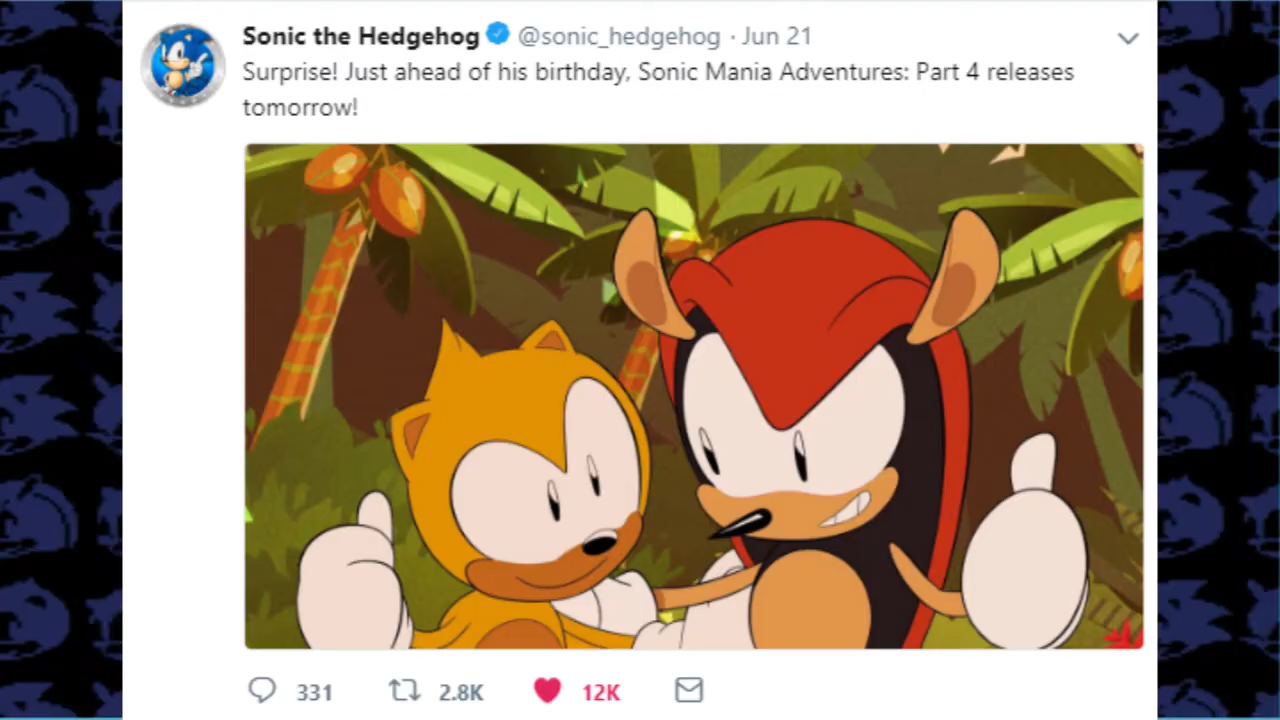 Sonic the Hedgehog @sonic_hedgehog · Jun 21
Surprise! Just ahead of his birthday, Sonic Mania Adventures: Part 4 releases
tomorrow!
331 2.8K 12K